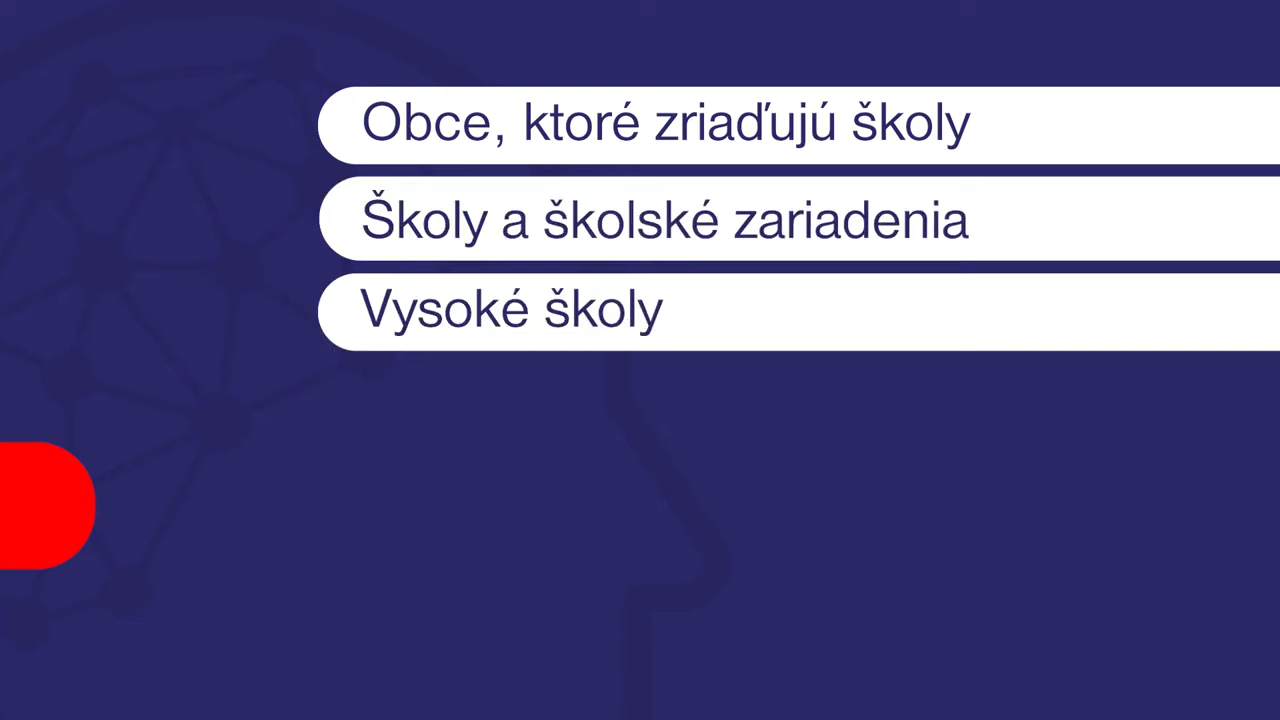 Obce, ktoré zriaďujú školy
Školy a školské zariadenia
Vysoké školy